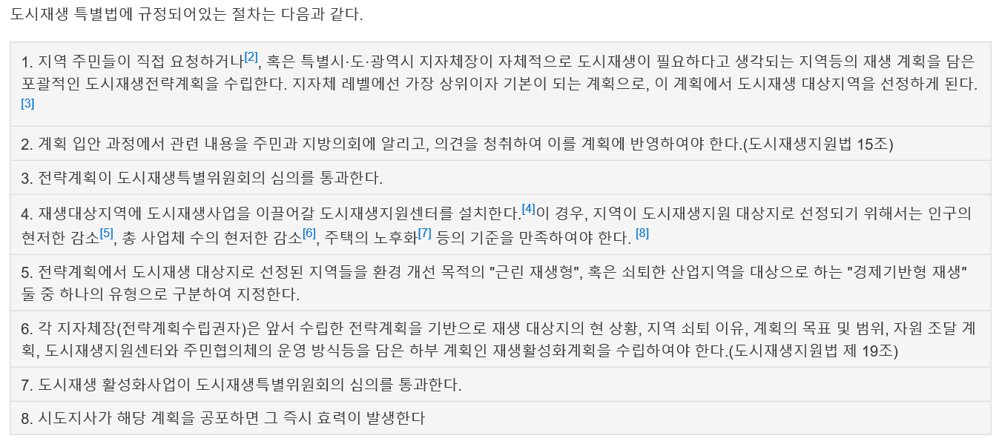 도시재생 특별법에 규정되어있는 절차는 다음과 같다.
1. 지역 주민들이 직접 요청하거나[2], 혹은 특별시·도·광역시 지자체장이 자체적으로 도시재생이 필요하다고 생각되는 지역등의 재생 계획을 담은
포괄적인 도시재생전략계획을 수립한다. 지자체 레벨에선 가장 상위이자 기본이 되는 계획으로, 이 계획에서 도시재생 대상지역을 선정하게 된다.
[3]
2. 계획 입안 과정에서 관련 내용을 주민과 지방의회에 알리고, 의견을 청취하여 이를 계획에 반영하여야 한다.(도시재생지원법 15조)
3. 전략계획이 도시재생특별위원회의 심의를 통과한다.
4. 재생대상지역에 도시재생사업을 이끌어갈 도시재생지원센터를 설치한다.[4]이 경우, 지역이 도시재생지원 대상지로 선정되기 위해서는 인구의
현저한 감소[5], 총 사업체 수의 현저한 감소[6], 주택의 노후화[7] 등의 기준을 만족하여야 한다. [8]
5. 전략계획에서 도시재생 대상지로 선정된 지역들을 환경 개선 목적의 "근린 재생형", 혹은 쇠퇴한 산업지역을 대상으로 하는 "경제기반형 재생"
둘 중 하나의 유형으로 구분하여 지정한다.
6. 각 지자체장(전략계획수립권자)은 앞서 수립한 전략계획을 기반으로 재생 대상지의 현 상황, 지역 쇠퇴 이유, 계획의 목표 및 범위, 자원 조달 계
획, 도시재생지원센터와 주민협의체의 운영 방식등을 담은 하부 계획인 재생활성화계획을 수립하여야 한다.(도시재생지원법 제 19조)
7. 도시재생 활성화사업이 도시재생특별위원회의 심의를 통과한다.
8. 시도지사가 해당 계획을 공포하면 그 즉시 효력이 발생한다